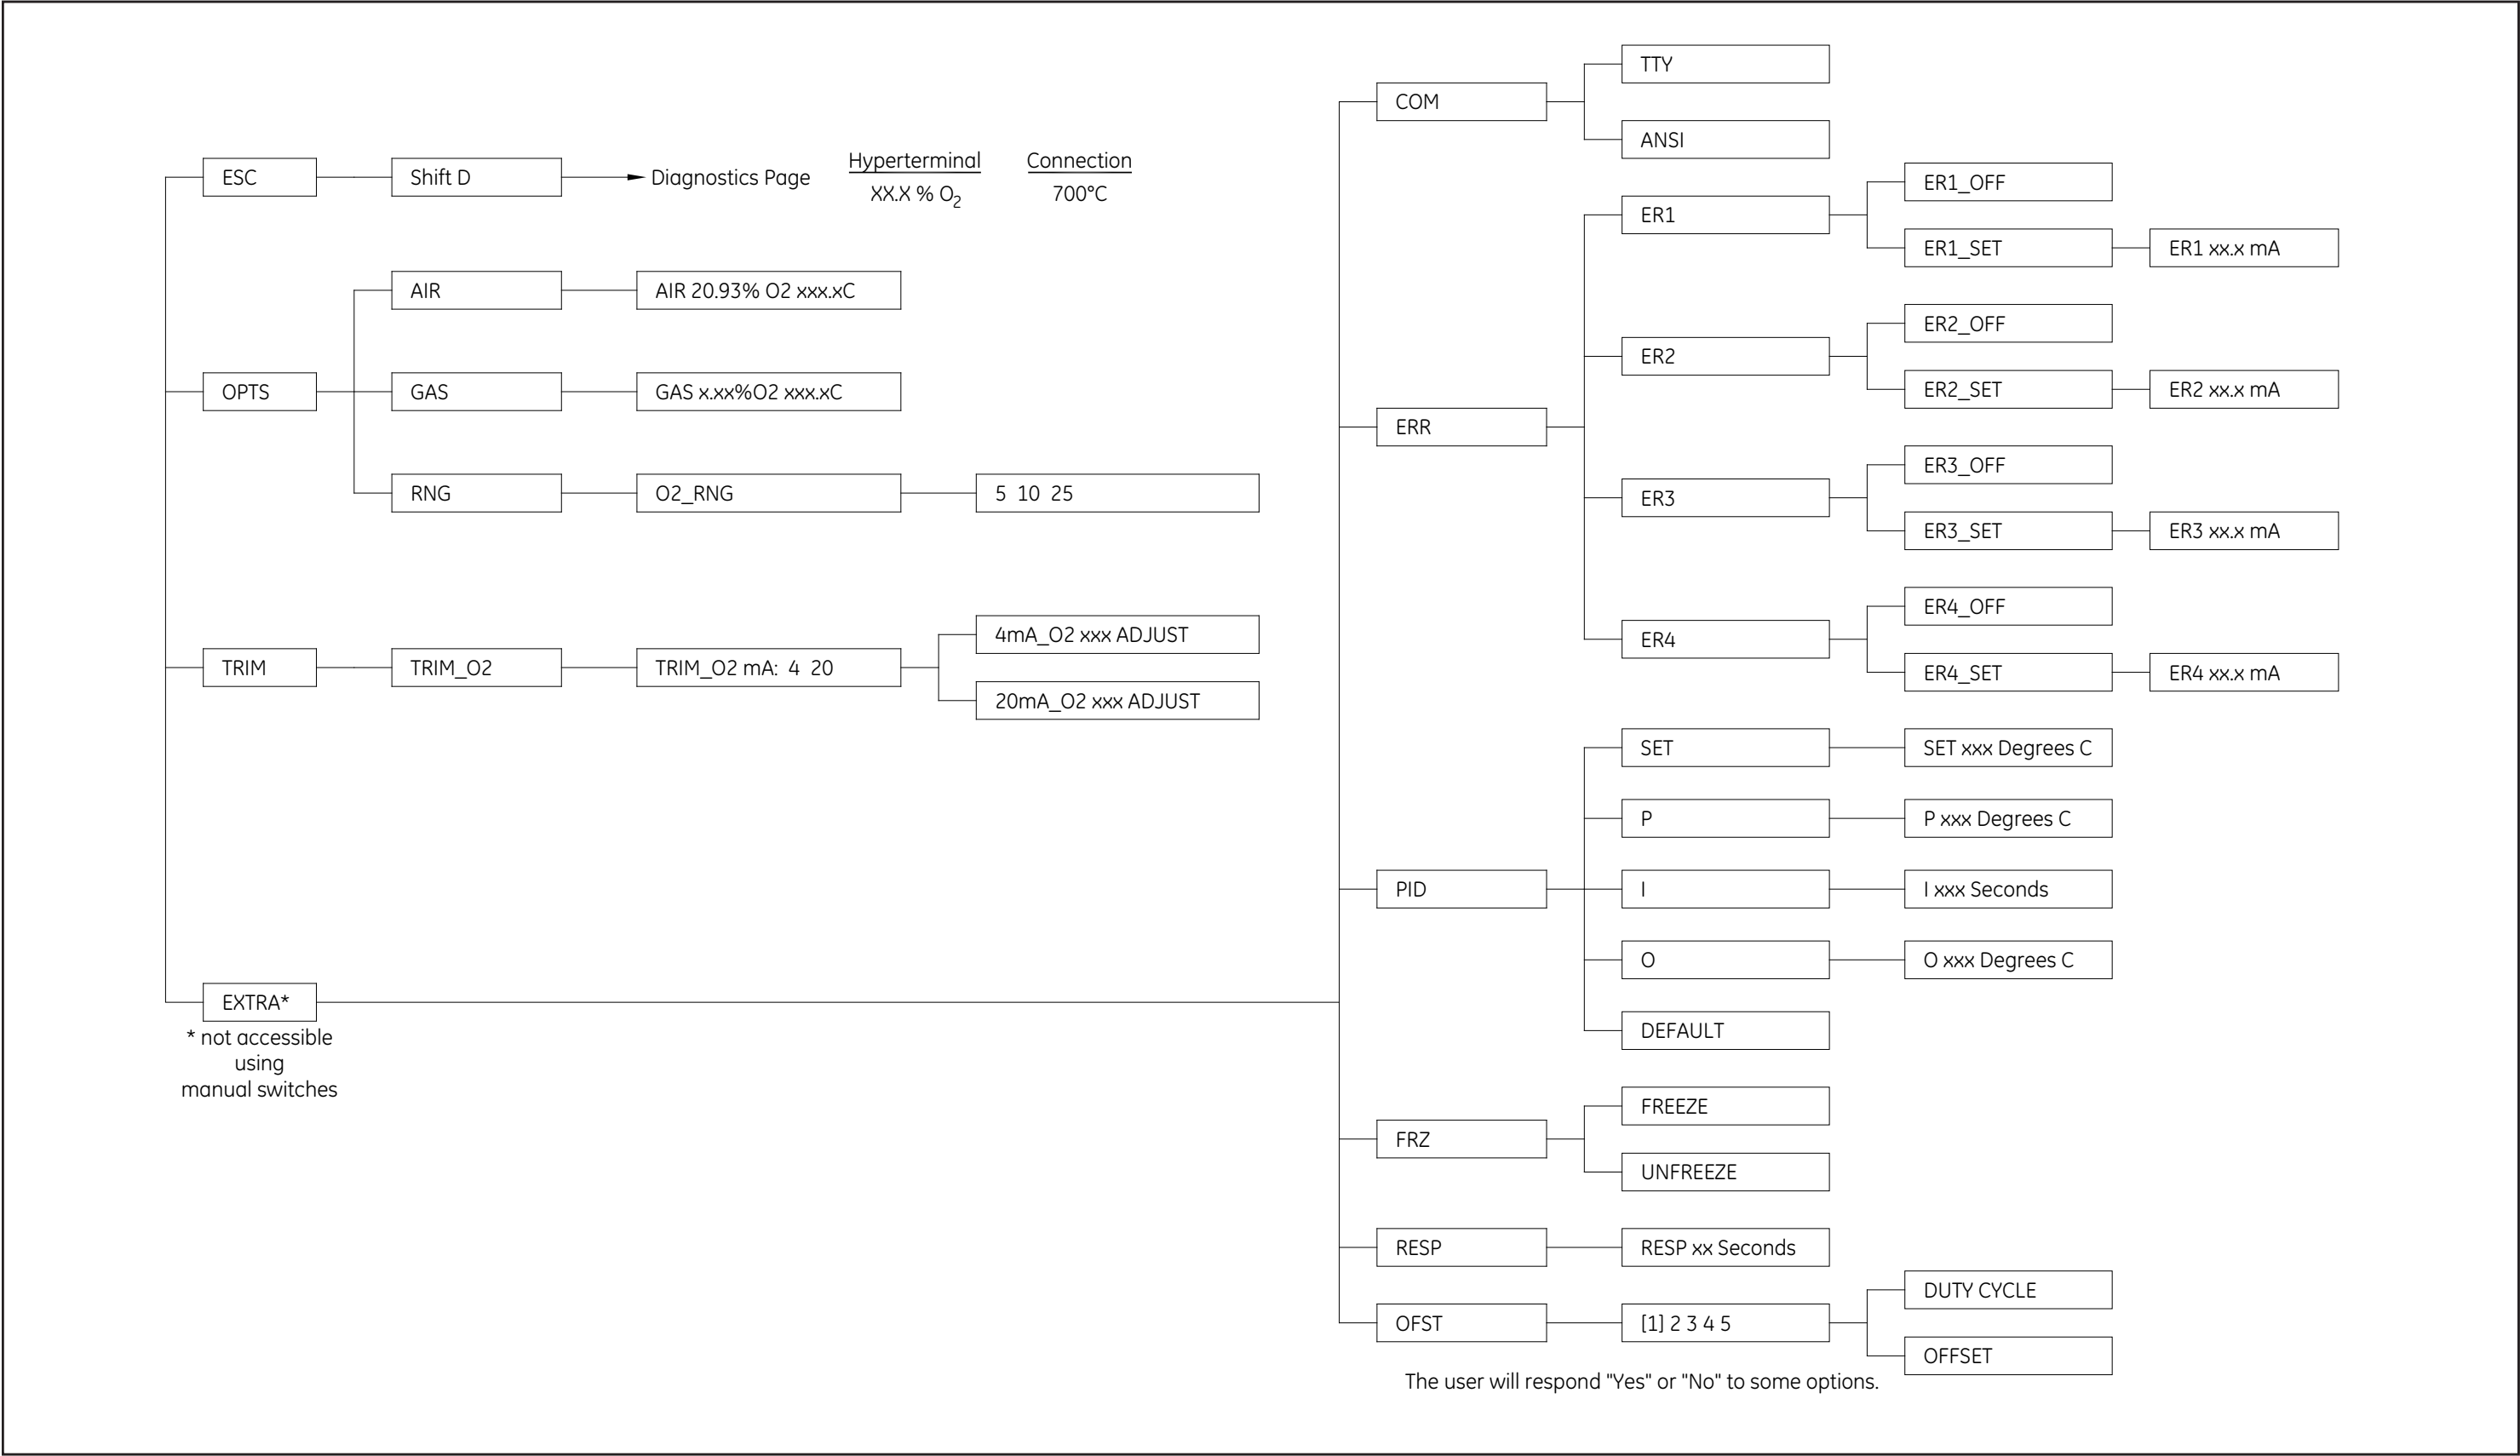 ESC
Shift D
Diagnostics Page
Hyperterminal
XX.X % O2
Connection
700°C
OPTS
AIR
AIR 20.93% O2 xxx.xC
GAS
GAS x.xx%O2 xxx.xC
RNG
O2_RNG
5 10 25
TRIM
TRIM_O2
TRIM_O2 mA: 4 20
4mA_O2 xxx ADJUST
20mA_O2 xxx ADJUST
EXTRA*
* not accessible
using
manual switches
COM
TTY
ANSI
ERR
ER1
ER1_OFF
ER1_SET
ER1 xx.x mA
ER2
ER2_OFF
ER2_SET
ER2 xx.x mA
ER3
ER3_OFF
ER3_SET
ER3 xx.x mA
ER4
ER4_OFF
ER4_SET
ER4 xx.x mA
PID
SET
SET xxx Degrees C
P
P xxx Degrees C
I
I xxx Seconds
O
O xxx Degrees C
DEFAULT
FRZ
FREEZE
UNFREEZE
RESP
RESP xx Seconds
OFST
[1] 2 3 4 5
DUTY CYCLE
OFFSET
The user will respond "Yes" or "No" to some options.